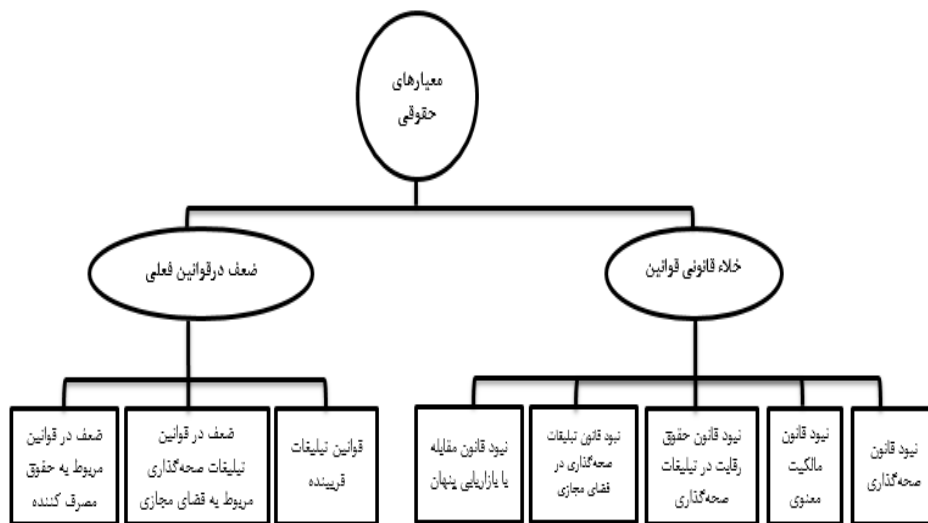 معیارهای
حقوقی
خلاء قانونی قوانین
ضعف درقوانین فعلی
نبود قانون
صحه‌گذاری
نبود قانون
مالکیت
معنوی
نبود قانون حقوق
رقابت در تبلیغات
صحه‌گذاری
نبود قانون تبلیغات
صحه‌گذاری در
فضای مجازی
نبود قانون مقابله
با بازاریابی پنهان
قوانین تبلیغات
فریبنده
ضعف در قوانین
تبلیغات صحه‌گذاری
مربوط به فضای مجازی
ضعف در قوانین
مربوط به حقوق
مصرف کننده